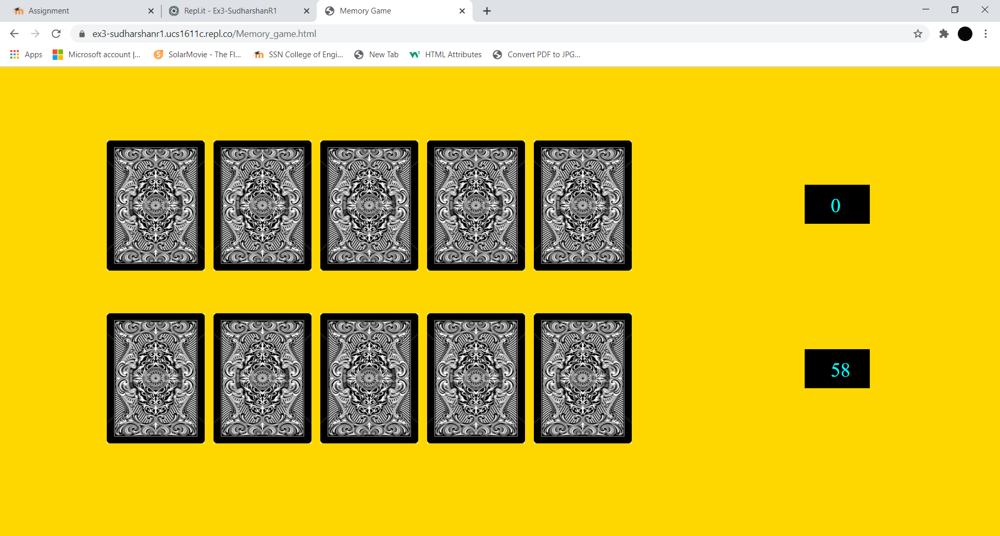 Assignment
Repl.it - Ex3-SudharshanR1
Memory Game
ex3-sudharshanr1.ucs1611c.repl.co/Memory_game.html
Apps
Microsoft account |...
SolarMovie - The Fl...
SSN College of Engi...
New Tab
HTML Attributes
Convert PDF to JPG...
0
58